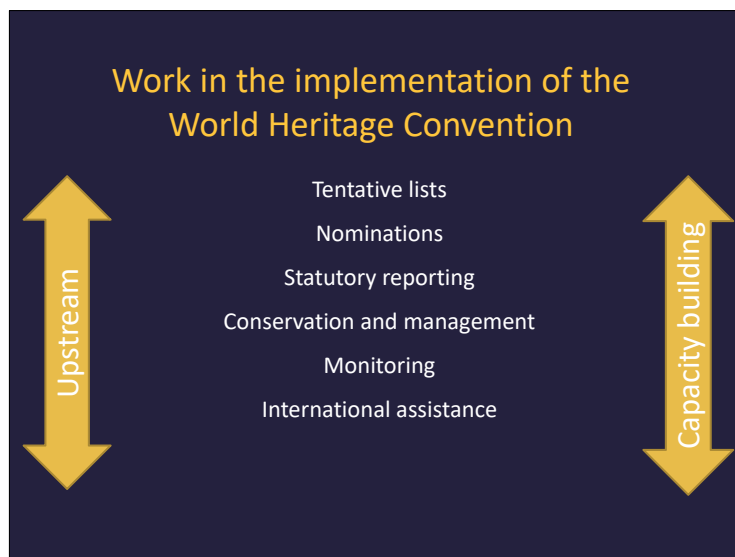 Work in the implementation of the
World Heritage Convention
Tentative lists
Nominations
Statutory reporting
Conservation and management
Monitoring
International assistance
Upstream
Capacity building